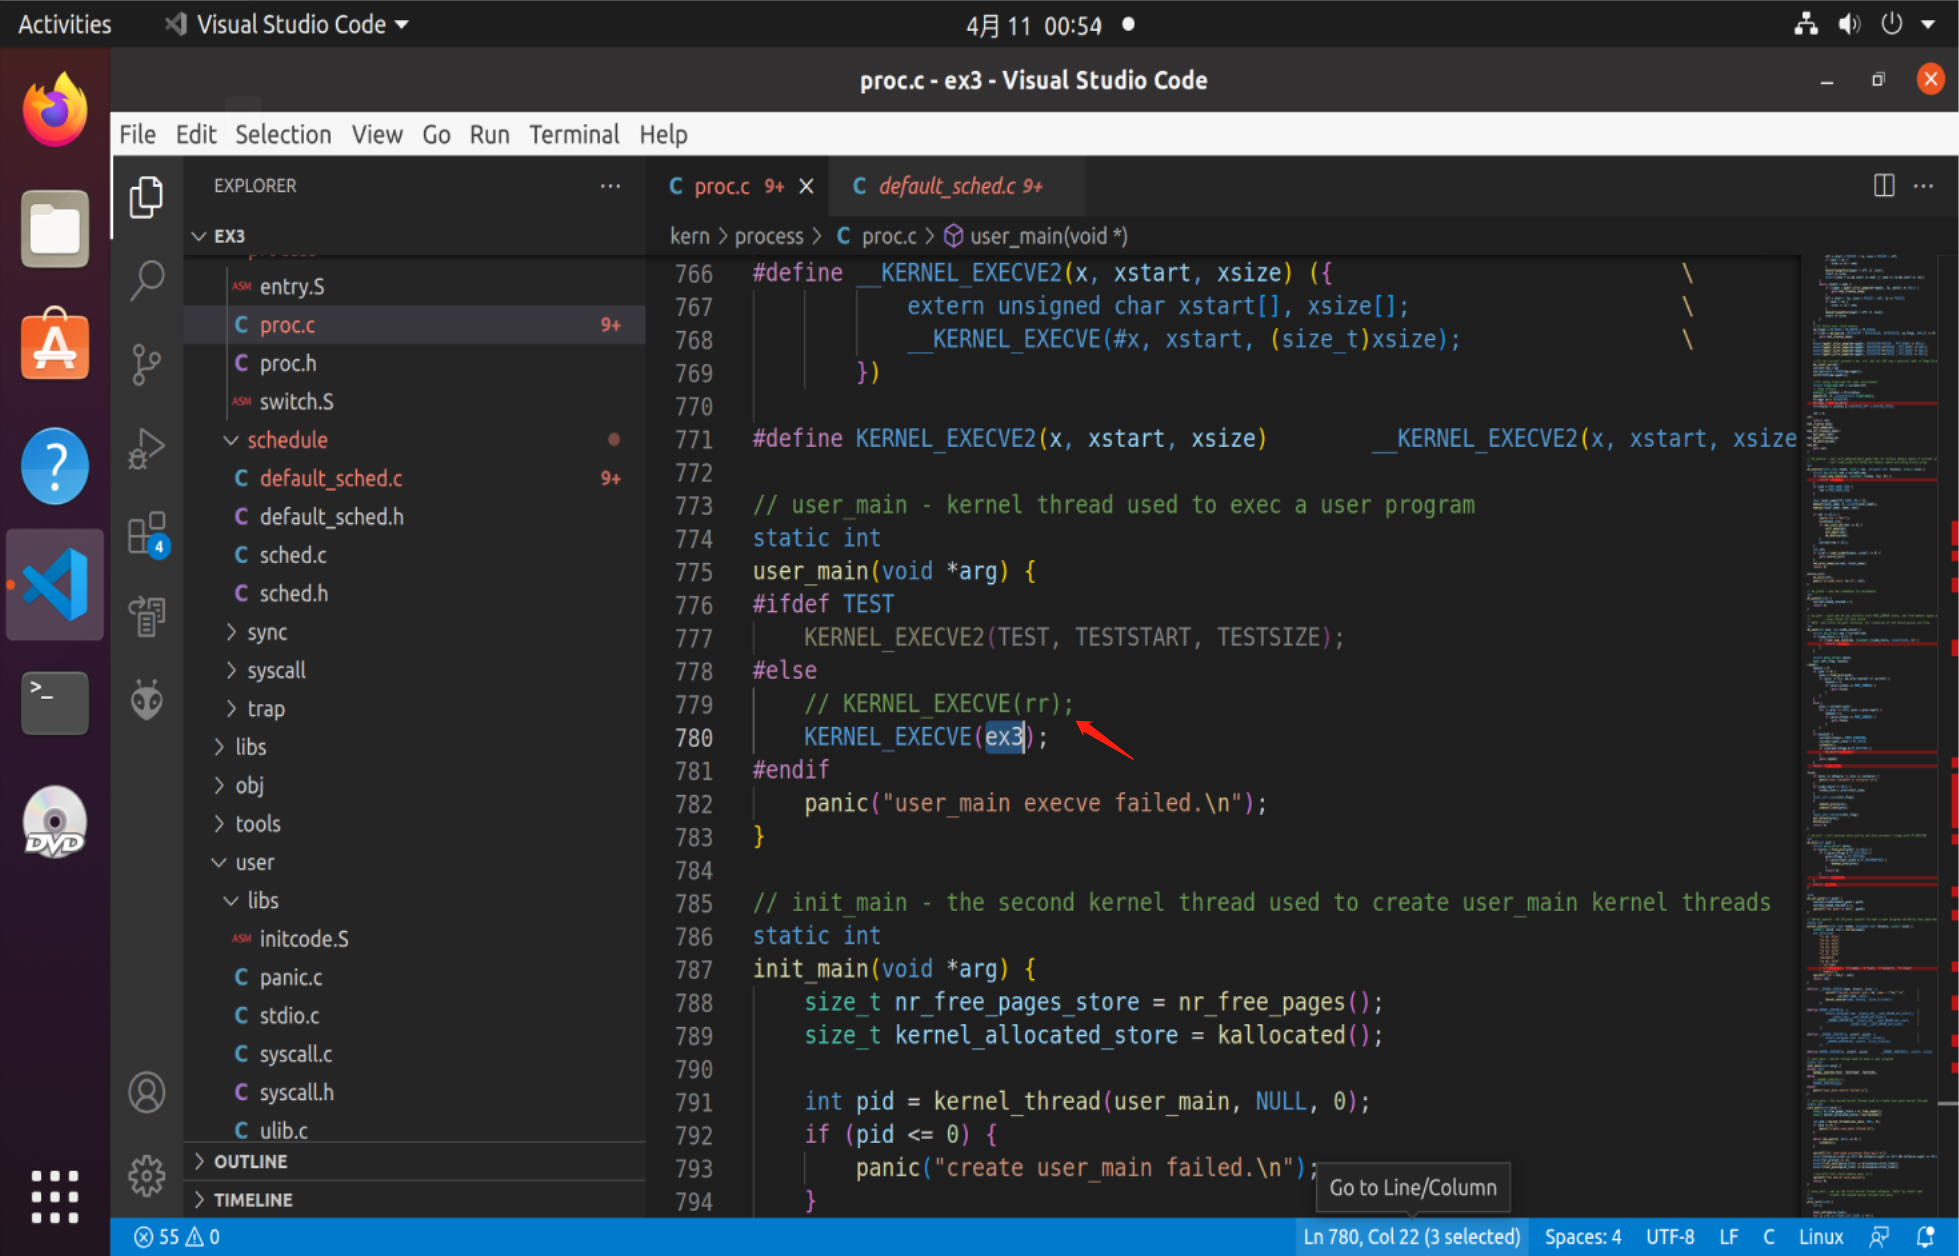 Activities
Visual Studio Code
4月 11 00:54
proc.c - ex3 - Visual Studio Code
File Edit Selection View Go Run Terminal Help
EXPLORER
EX3
ASM entry.S
C proc.c 9+
C proc.h
ASM switch.S
schedule
C default_sched.c 9+
C default_sched.h
C sched.c
C sched.h
sync
syscall
trap
libs
obj
tools
user
libs
ASM initcode.S
C panic.c
C stdio.c
C syscall.c
C syscall.h
C ulib.c
OUTLINE
TIMELINE
4
>_
?
DVD
C proc.c 9+
C default_sched.c 9+
kern > process > C proc.c > user_main(void *)
766 #define __KERNEL_EXECVE2(x, xstart, xsize) ({ \
767 extern unsigned char xstart[], xsize[]; \
768 __KERNEL_EXECVE(#x, xstart, (size_t)xsize); \
769 })
770
771 #define KERNEL_EXECVE2(x, xstart, xsize) __KERNEL_EXECVE2(x, xstart, xsize
772
773 // user_main - kernel thread used to exec a user program
774 static int
775 user_main(void *arg) {
776 #ifdef TEST
777 KERNEL_EXECVE2(TEST, TESTSTART, TESTSIZE);
778 #else
779 // KERNEL_EXECVE(rr);
780 KERNEL_EXECVE(ex3);
781 #endif
782 panic("user_main execve failed.\n");
783 }
784
785 // init_main - the second kernel thread used to create user_main kernel threads
786 static int
787 init_main(void *arg) {
788 size_t nr_free_pages_store = nr_free_pages();
789 size_t kernel_allocated_store = kallocated();
790
791 int pid = kernel_thread(user_main, NULL, 0);
792 if (pid <= 0) {
793 panic("create user_main failed.\n");
794 }
Go to Line/Column
55 0
Ln 780, Col 22 (3 selected) Spaces: 4 UTF-8 LF C Linux